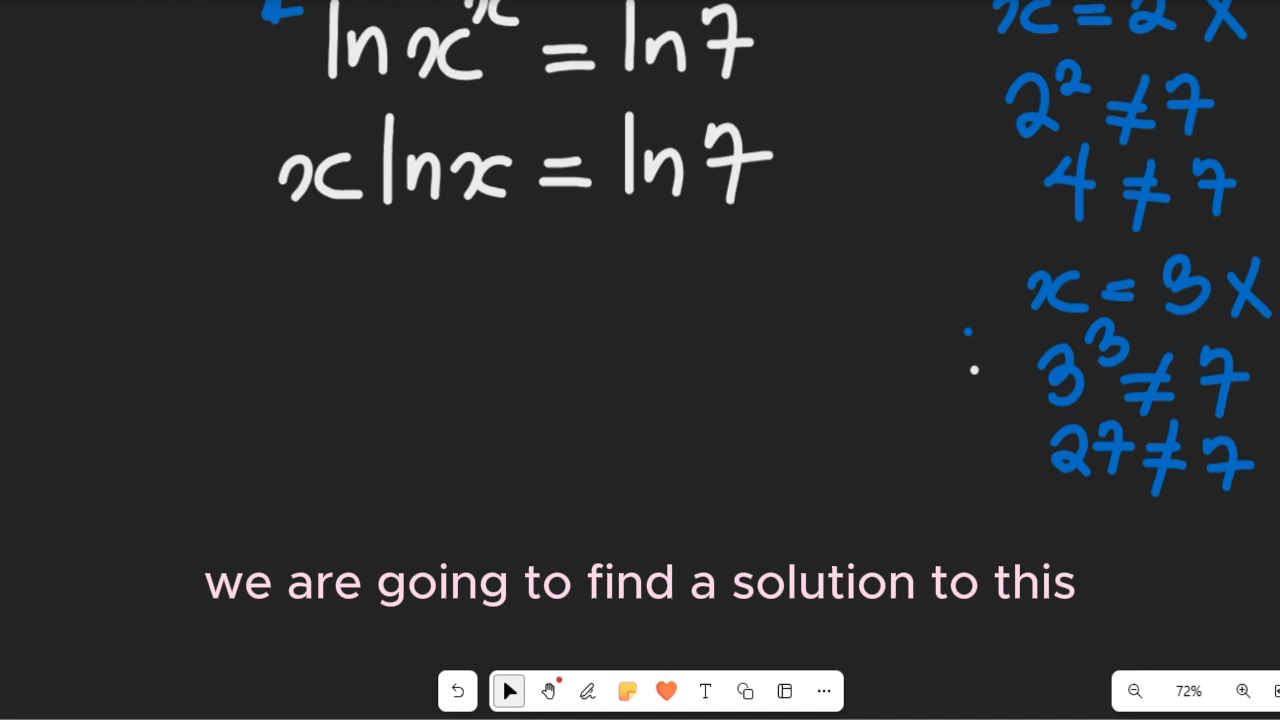 ln x^x = ln 7
x ln x = ln 7
x = 2 X
2² ≠ 7
4 ≠ 7
x = 3 X
3³ ≠ 7
27 ≠ 7
we are going to find a solution to this
T
72%